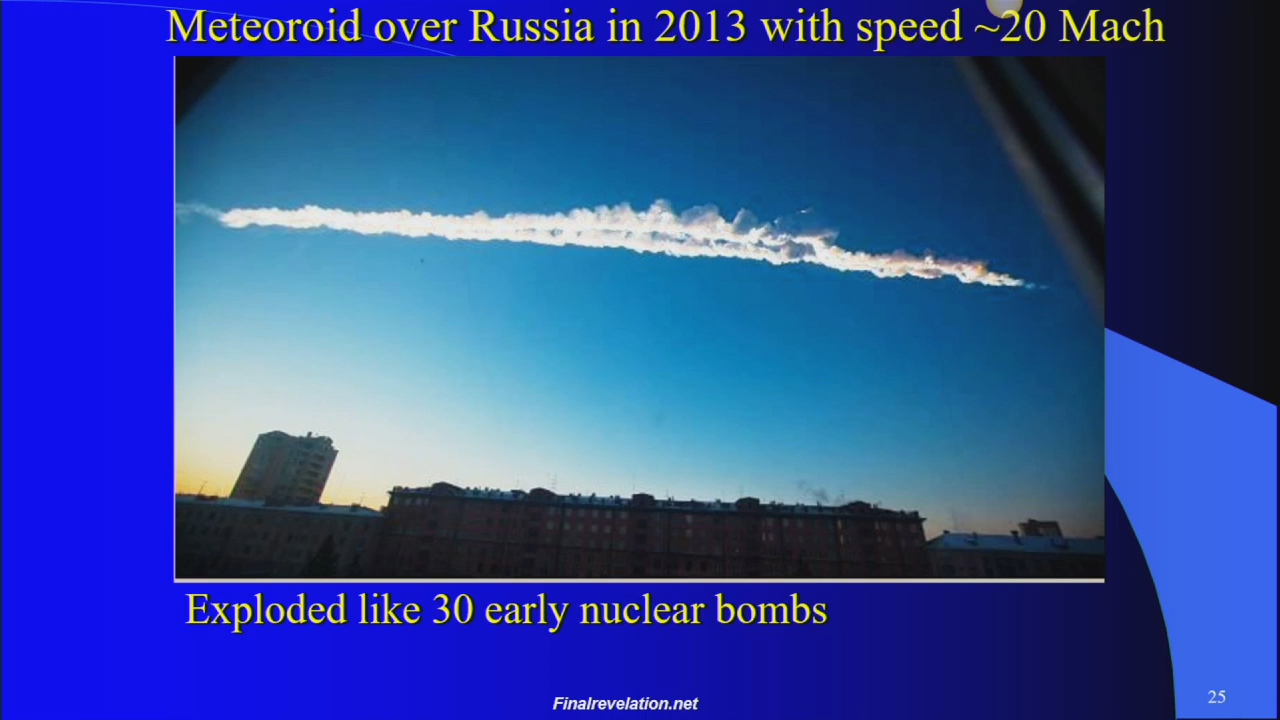 Meteoroid over Russia in 2013 with speed ~20 Mach
Exploded like 30 early nuclear bombs
Finalrevelation.net
25